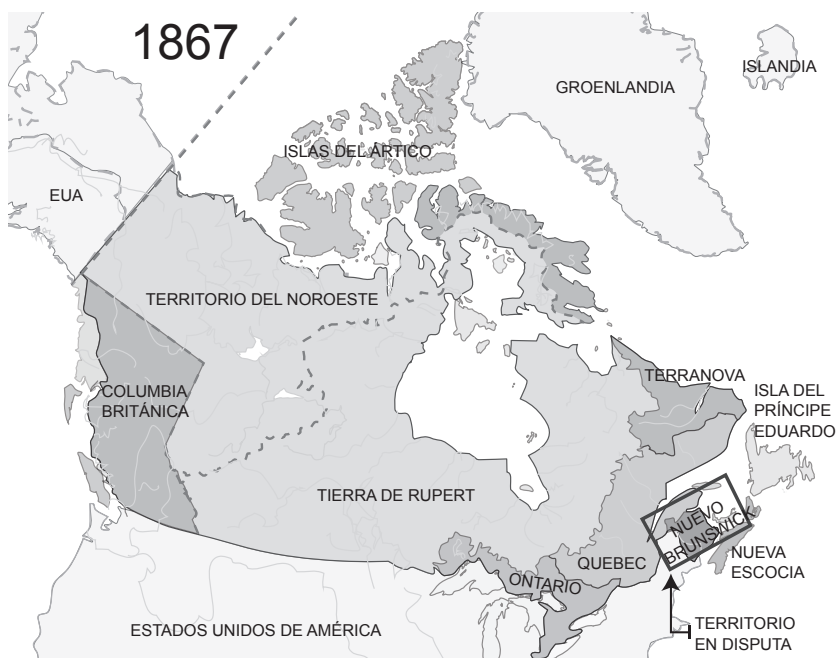 1867
ISLANDIA
GROENLANDIA
ISLAS DEL ÁRTICO
EUA
TERRITORIO DEL NOROESTE
TERRANOVA
COLUMBIA
BRITÁNICA
ISLA DEL
PRÍNCIPE
EDUARDO
TIERRA DE RUPERT
NUEVO
BRUNSWICK
QUEBEC
NUEVA
ESCOCIA
ONTARIO
ESTADOS UNIDOS DE AMÉRICA
TERRITORIO
EN DISPUTA